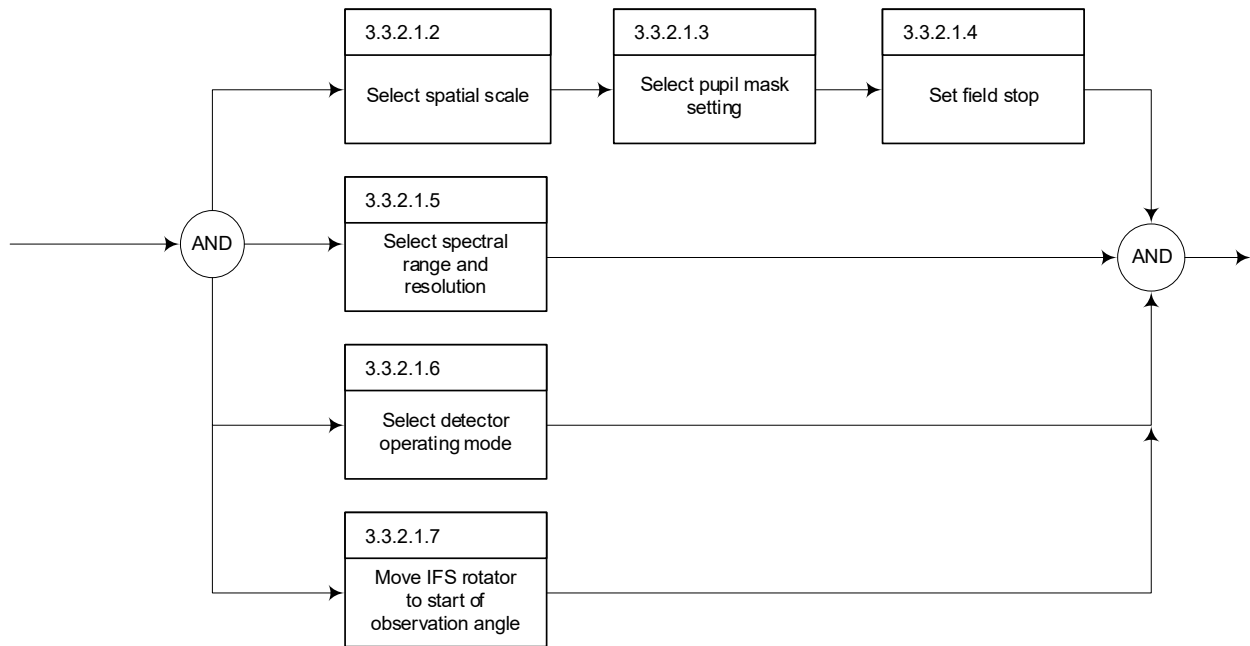 3.3.2.1.2
Select spatial scale
3.3.2.1.3
Select pupil mask
setting
3.3.2.1.4
Set field stop
3.3.2.1.5
Select spectral
range and
resolution
AND
AND
3.3.2.1.6
Select detector
operating mode
3.3.2.1.7
Move IFS rotator
to start of
observation angle